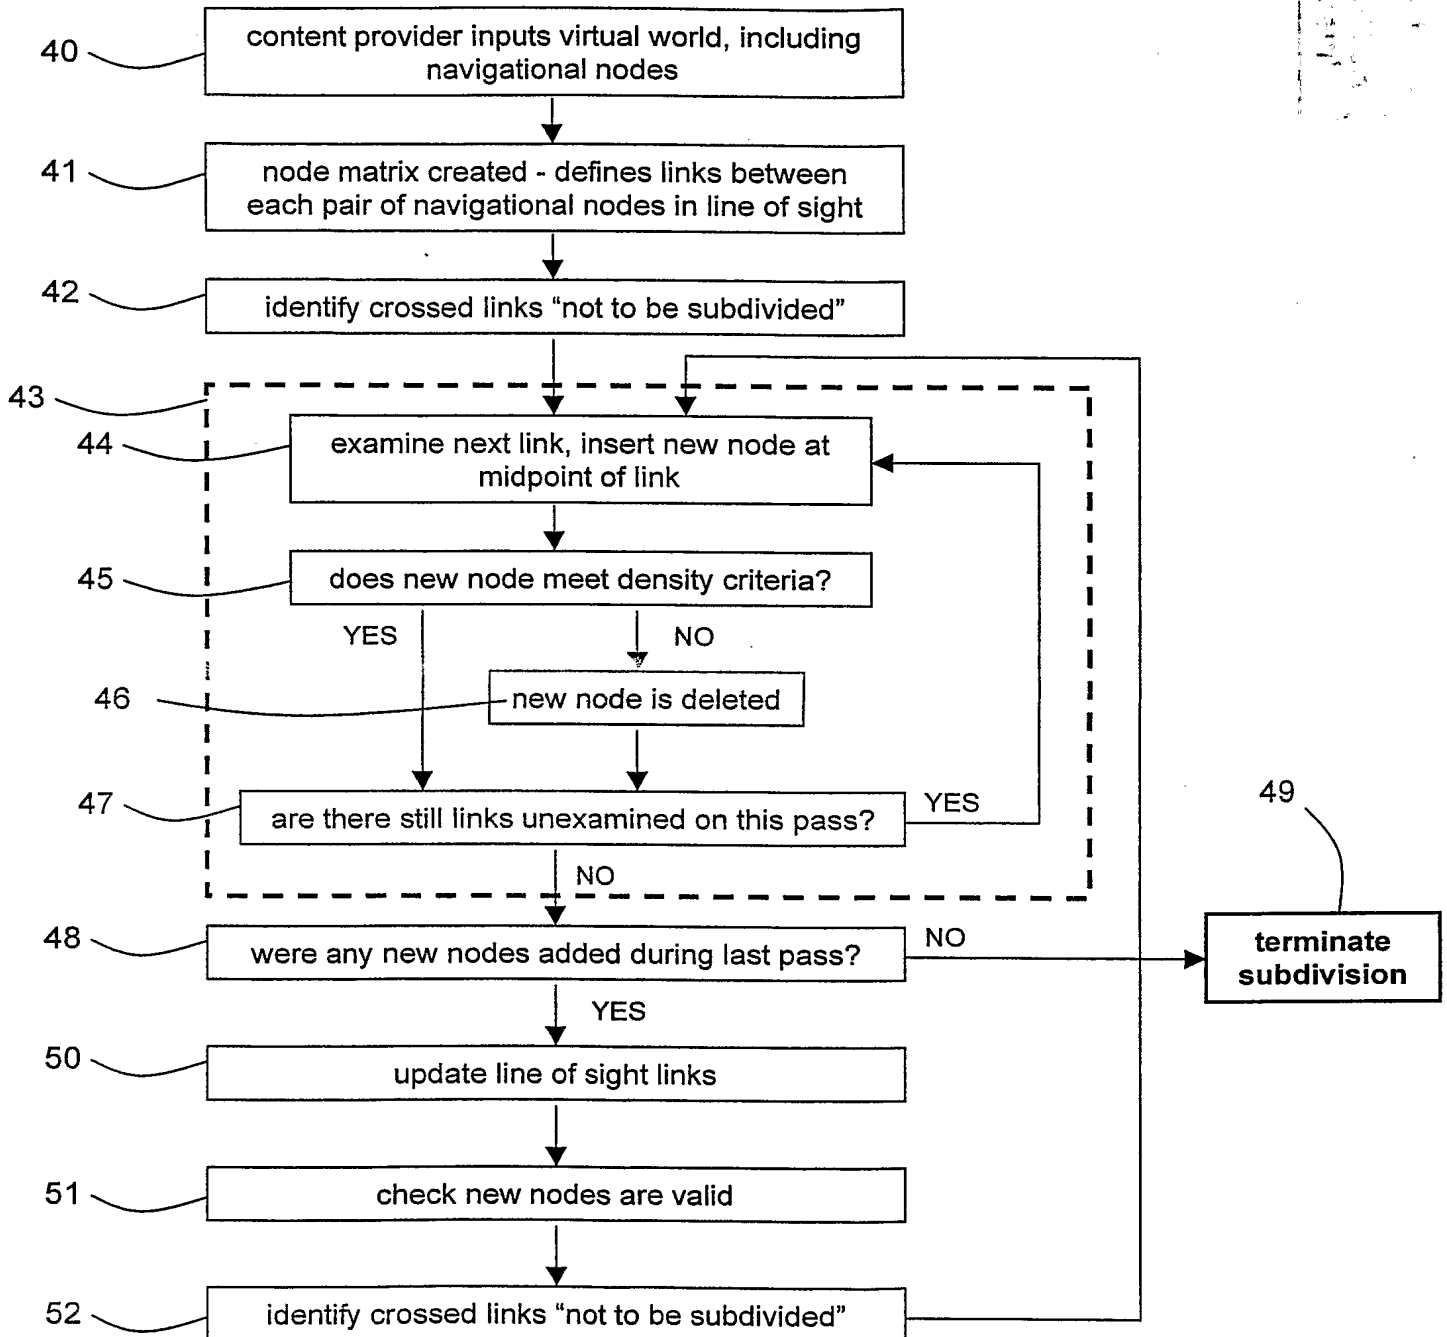 40
content provider inputs virtual world, including
navigational nodes
41
node matrix created - defines links between
each pair of navigational nodes in line of sight
42
identify crossed links “not to be subdivided”
43
44
examine next link, insert new node at
midpoint of link
45
does new node meet density criteria?
YES
NO
46
new node is deleted
47
are there still links unexamined on this pass?
YES
NO
48
were any new nodes added during last pass?
NO
49
terminate
subdivision
YES
50
update line of sight links
51
check new nodes are valid
52
identify crossed links “not to be subdivided”